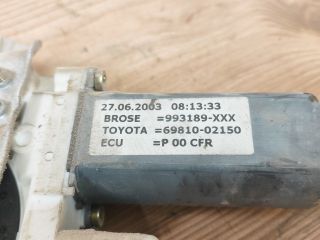 27.06.2003 08:13:33
BROSE =993189-XXX
TOYOTA =69810-02150
ECU =P 00 CFR